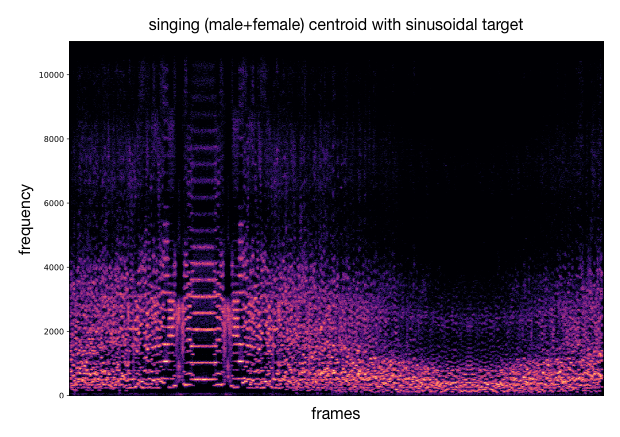 singing (male+female) centroid with sinusoidal target
10000
8000
6000
4000
2000
0
frequency
frames